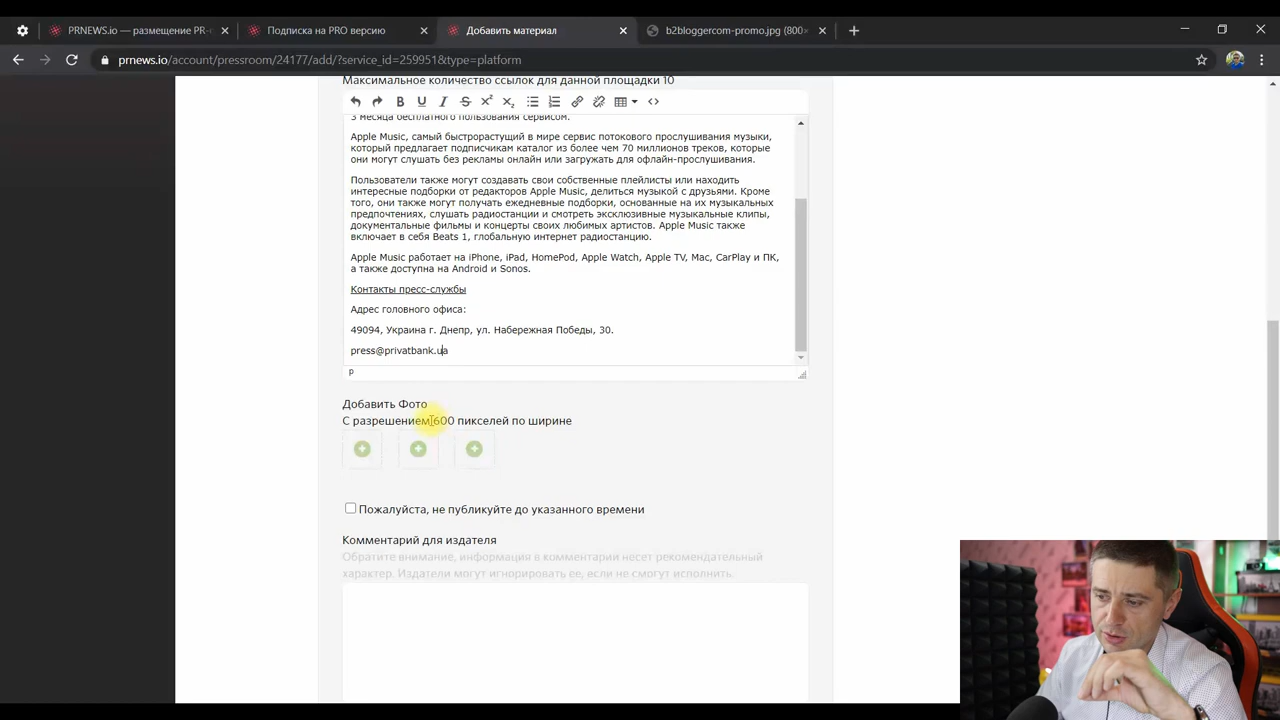 PRNEWS.io — размещение PR-
Подписка на PRO версию
Добавить материал
b2bloggercom-promo.jpg (800×
prnews.io/account/pressroom/24177/add/?service_id=259951&type=platform
Максимальное количество ссылок для данной площадки 10
3 месяца бесплатного пользования сервисом.
Apple Music, самый быстрорастущий в мире сервис потокового прослушивания музыки,
который предлагает подписчикам каталог из более чем 70 миллионов треков, которые
они могут слушать без рекламы онлайн или загружать для офлайн-прослушивания.
Пользователи также могут создавать свои собственные плейлисты или находить
интересные подборки от редакторов Apple Music, делиться музыкой с друзьями. Кроме
того, они также могут получать ежедневные подборки, основанные на их музыкальных
предпочтениях, слушать радиостанции и смотреть эксклюзивные музыкальные клипы,
документальные фильмы и концерты своих любимых артистов. Apple Music также
включает в себя Beats 1, глобальную интернет радиостанцию.
Apple Music работает на iPhone, iPad, HomePod, Apple Watch, Apple TV, Mac, CarPlay и ПК,
а также доступна на Android и Sonos.
Контакты пресс-службы
Адрес головного офиса:
49094, Украина г. Днепр, ул. Набережная Победы, 30.
press@privatbank.ua
p
Добавить Фото
С разрешением 600 пикселей по ширине
Пожалуйста, не публикуйте до указанного времени
Комментарий для издателя
Обратите внимание, информация в комментарии несет рекомендательный
характер. Издатели могут игнорировать ее, если не смогут исполнить.